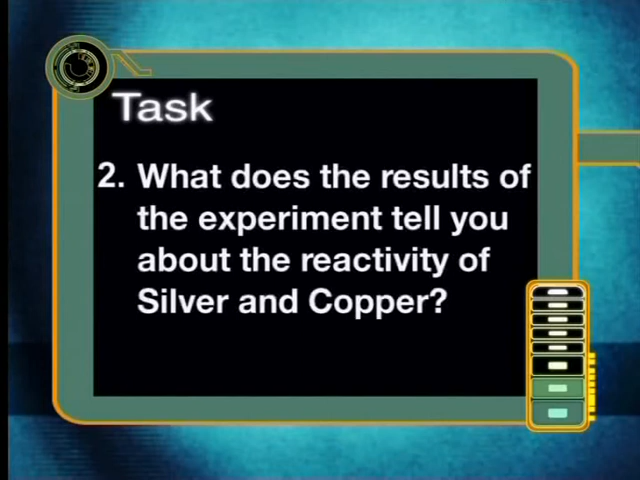 Task
2. What does the results of
the experiment tell you
about the reactivity of
Silver and Copper?